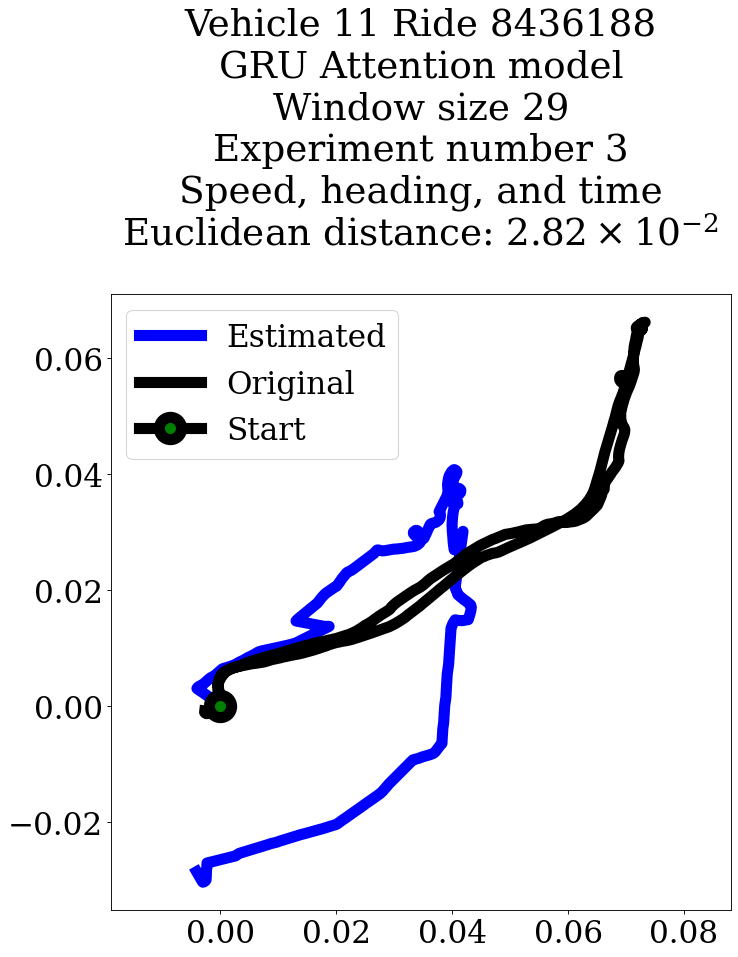 Vehicle 11 Ride 8436188
GRU Attention model
Window size 29
Experiment number 3
Speed, heading, and time
Euclidean distance: 2.82 × 10⁻²
Estimated
Original
Start
0.06
0.04
0.02
0.00
−0.02
0.00 0.02 0.04 0.06 0.08